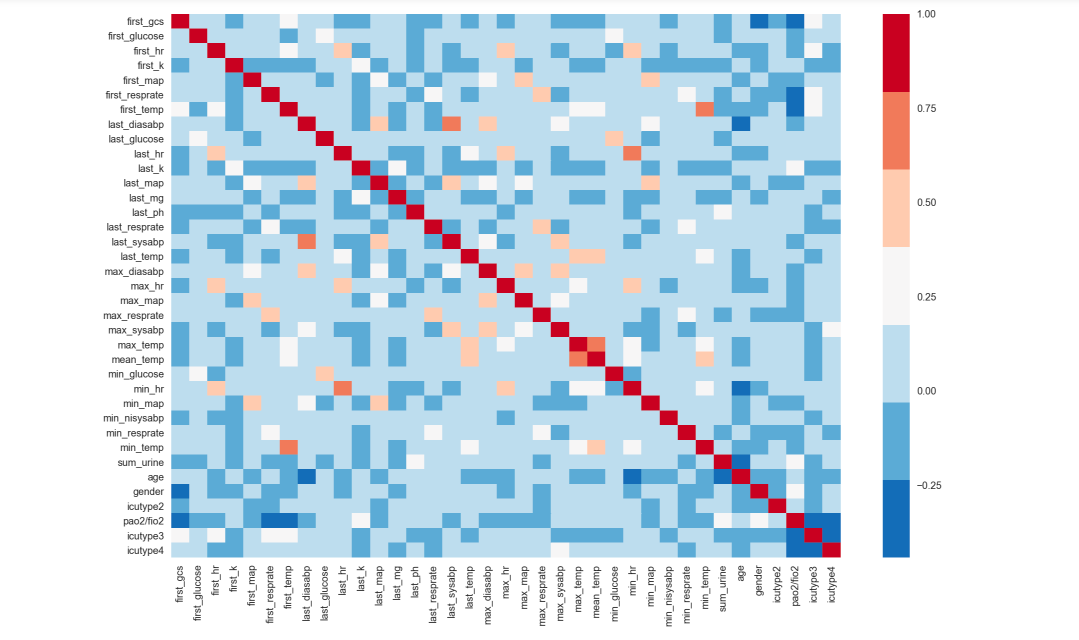 first_gcs
first_glucose
first_hr
first_k
first_map
first_resprate
first_temp
last_diasabp
last_glucose
last_hr
last_k
last_map
last_mg
last_ph
last_resprate
last_sysabp
last_temp
max_diasabp
max_hr
max_map
max_resprate
max_sysabp
max_temp
mean_temp
min_glucose
min_hr
min_map
min_nisysabp
min_resprate
min_temp
sum_urine
age
gender
icutype2
pao2/fio2
icutype3
icutype4
first_gcs
first_glucose
first_hr
first_k
first_map
first_resprate
first_temp
last_diasabp
last_glucose
last_hr
last_k
last_map
last_mg
last_ph
last_resprate
last_sysabp
last_temp
max_diasabp
max_hr
max_map
max_resprate
max_sysabp
max_temp
mean_temp
min_glucose
min_hr
min_map
min_nisysabp
min_resprate
min_temp
sum_urine
age
gender
icutype2
pao2/fio2
icutype3
icutype4
1.00
0.75
0.50
0.25
0.00
−0.25